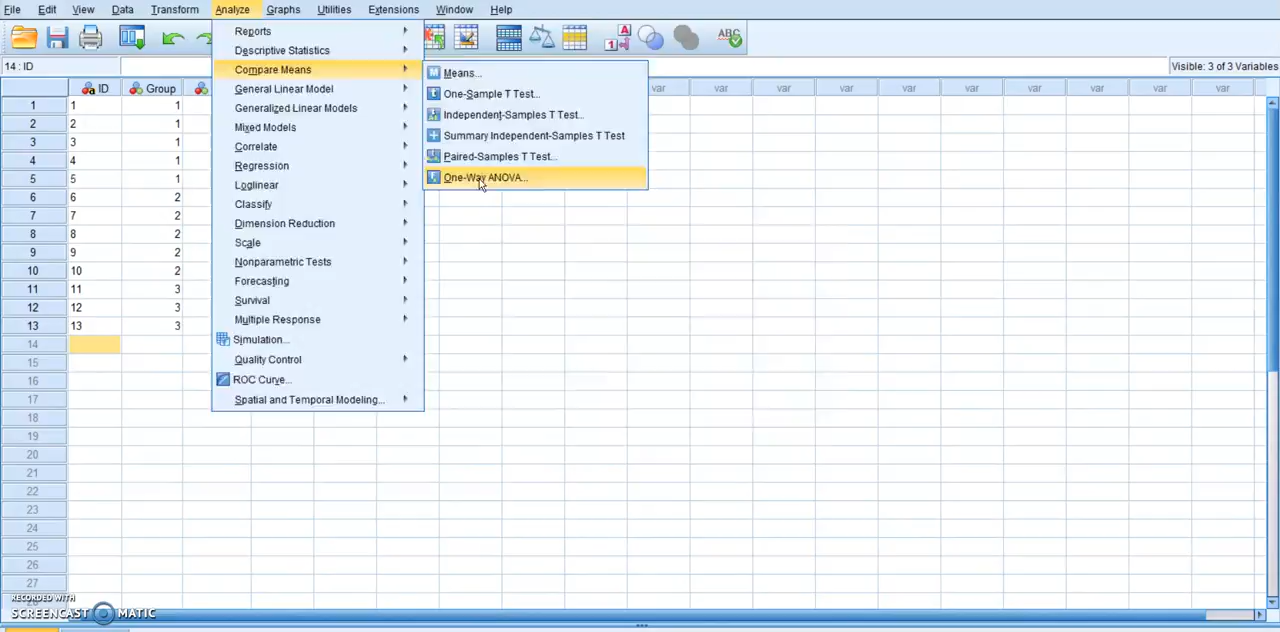 File Edit View Data Transform Analyze Graphs Utilities Extensions Window Help
A
1
ABC
14 : ID
Visible: 3 of 3 Variables
a ID Group var var var var var var var var var var
1 1 1
2 2 1
3 3 1
4 4 1
5 5 1
6 6 2
7 7 2
8 8 2
9 9 2
10 10 2
11 11 3
12 12 3
13 13 3
14
15
16
17
18
19
20
21
22
23
24
25
26
27
Reports
Descriptive Statistics
Compare Means
General Linear Model
Generalized Linear Models
Mixed Models
Correlate
Regression
Loglinear
Classify
Dimension Reduction
Scale
Nonparametric Tests
Forecasting
Survival
Multiple Response
Simulation...
Quality Control
ROC Curve...
Spatial and Temporal Modeling...
M Means...
One-Sample T Test...
Independent-Samples T Test...
Summary Independent-Samples T Test
Paired-Samples T Test...
One-Way ANOVA...
RECORDED WITH
SCREENCAST MATIC